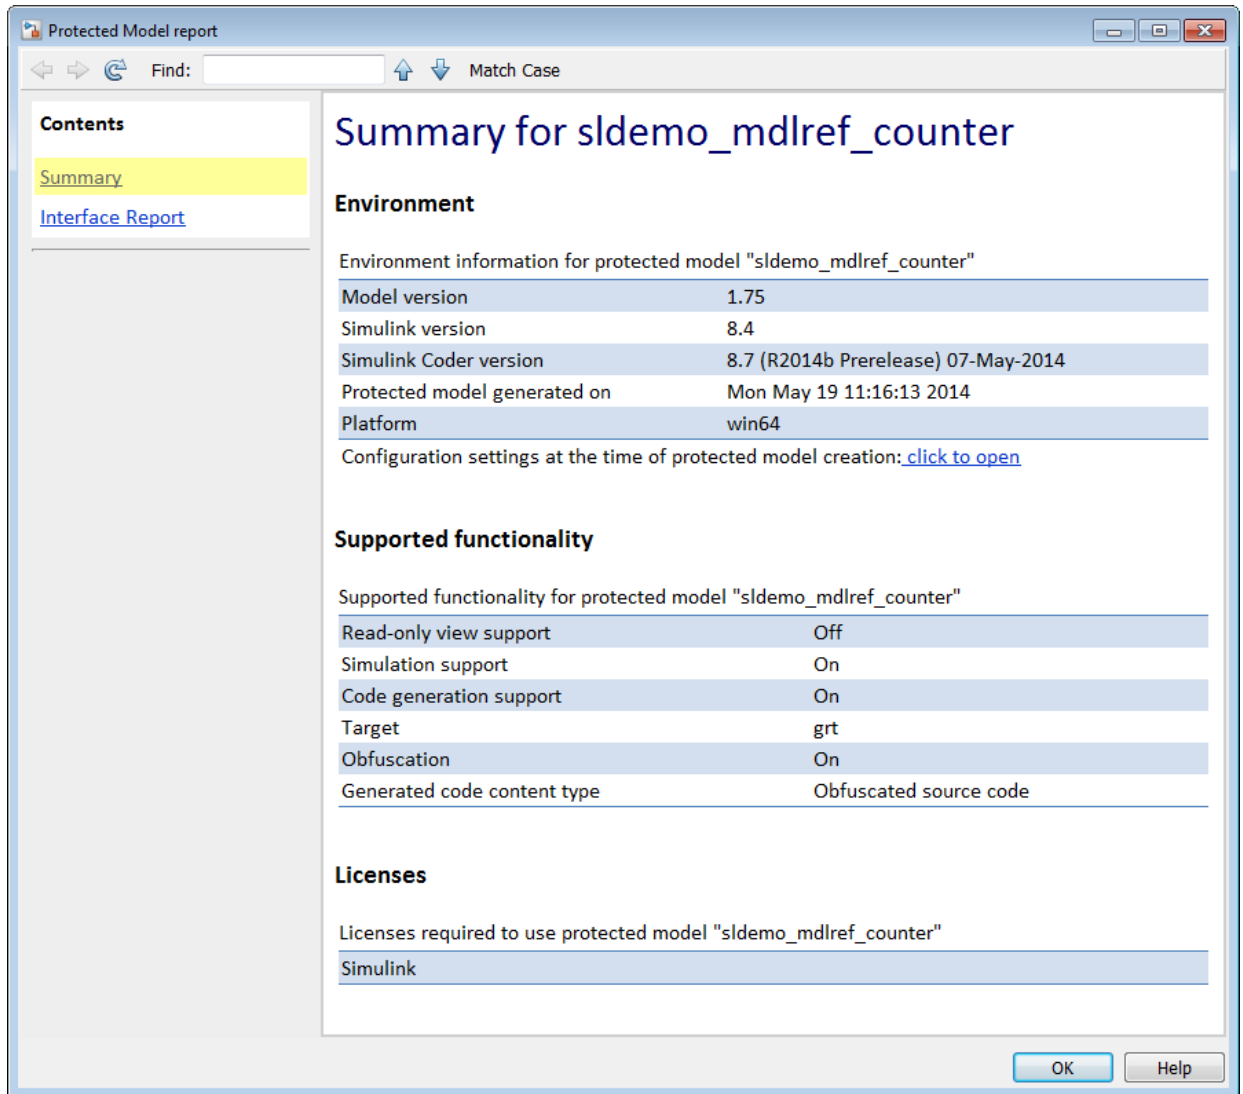 Protected Model report
Find: Match Case
Contents
Summary
Interface Report
Summary for sldemo_mdlref_counter
Environment
Environment information for protected model "sldemo_mdlref_counter"
Model version 1.75
Simulink version 8.4
Simulink Coder version 8.7 (R2014b Prerelease) 07-May-2014
Protected model generated on Mon May 19 11:16:13 2014
Platform win64
Configuration settings at the time of protected model creation: click to open
Supported functionality
Supported functionality for protected model "sldemo_mdlref_counter"
Read-only view support Off
Simulation support On
Code generation support On
Target grt
Obfuscation On
Generated code content type Obfuscated source code
Licenses
Licenses required to use protected model "sldemo_mdlref_counter"
Simulink
OK Help